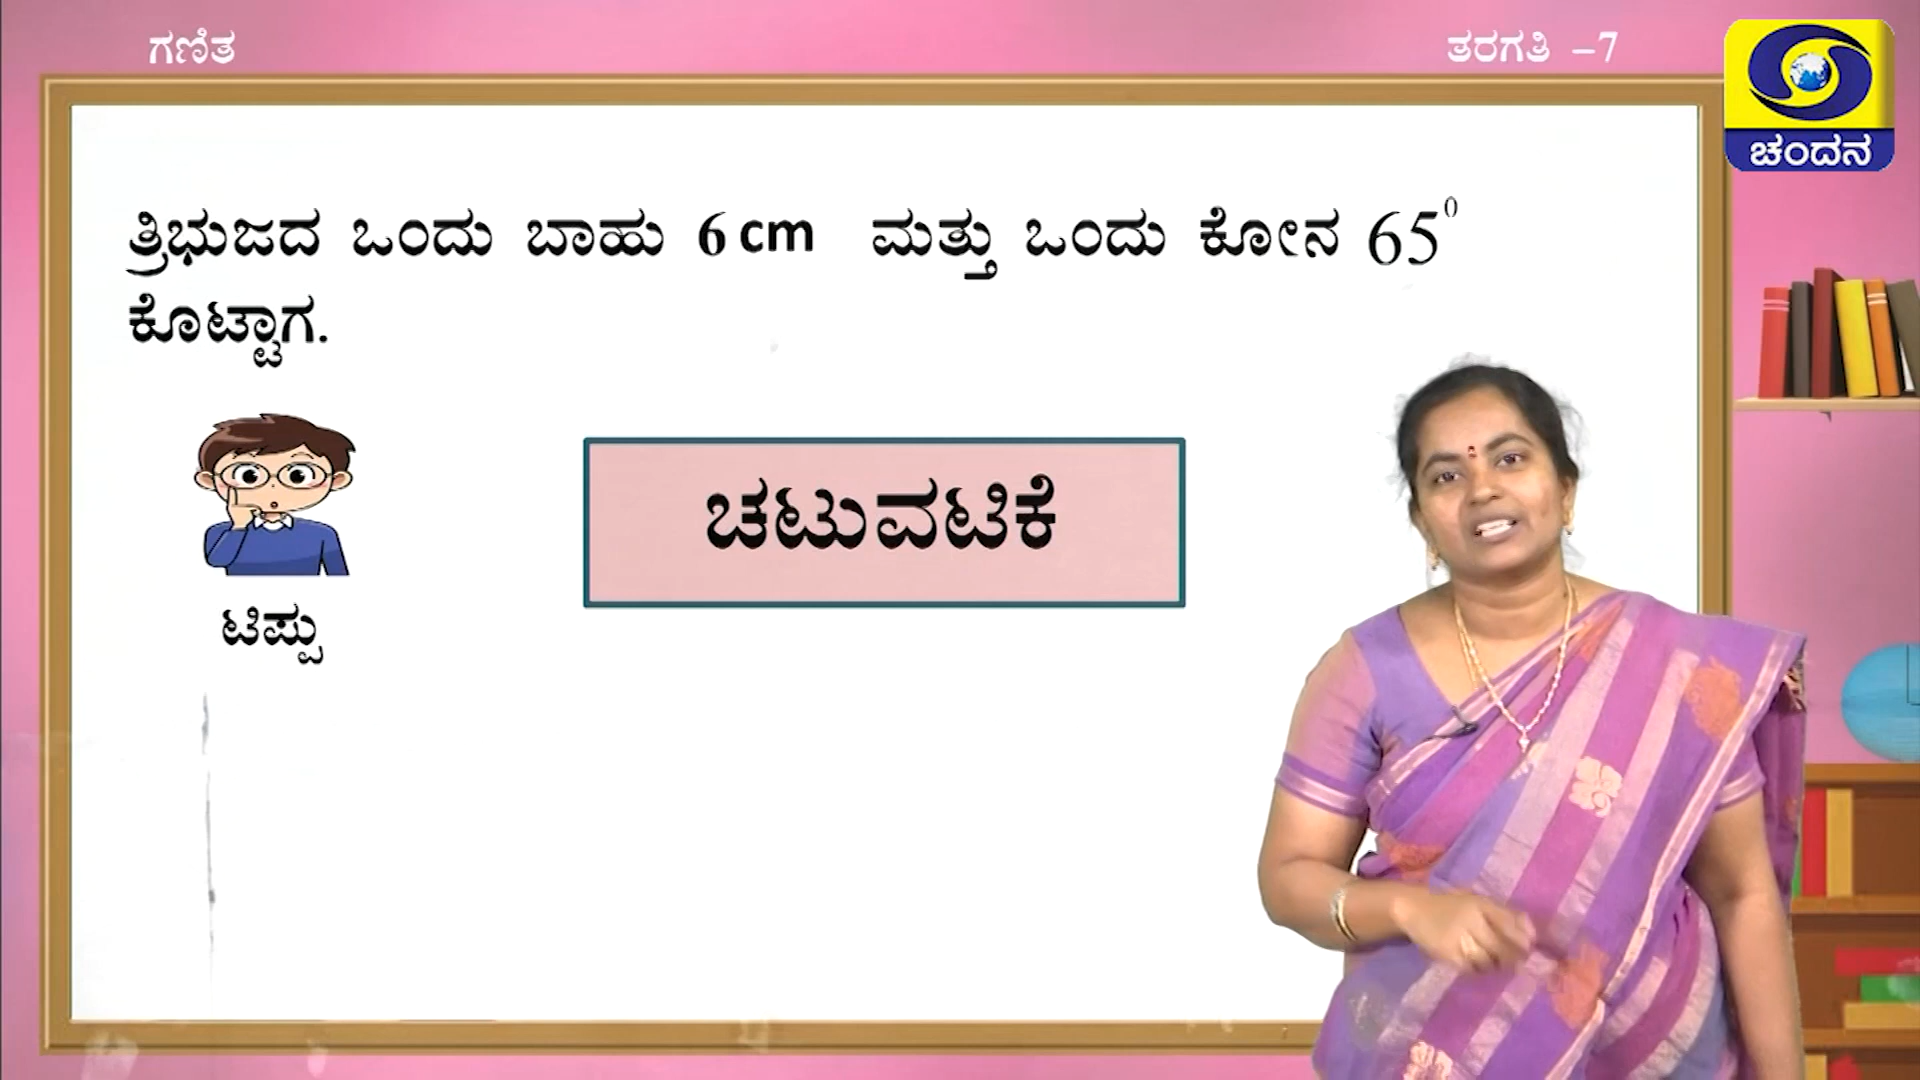 ಗಣಿತ
ತರಗತಿ –7
ಚಂದನ
ತ್ರಿಭುಜದ ಒಂದು ಬಾಹು 6 cm ಮತ್ತು ಒಂದು ಕೋನ 65⁰
ಕೊಟ್ಟಾಗ.
ಚಟುವಟಿಕೆ
ಟಿಪ್ಪು